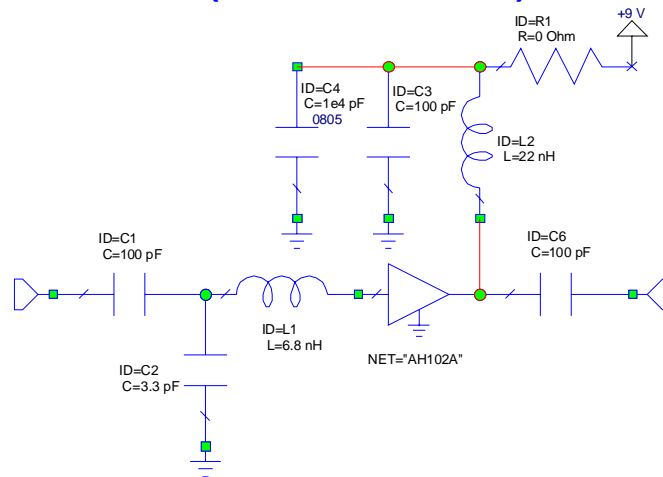 +9 V
ID=R1
R=0 Ohm
ID=C4
C=1e4 pF
0805
ID=C3
C=100 pF
ID=L2
L=22 nH
ID=C1
C=100 pF
ID=C6
C=100 pF
ID=L1
L=6.8 nH
NET="AH102A"
ID=C2
C=3.3 pF